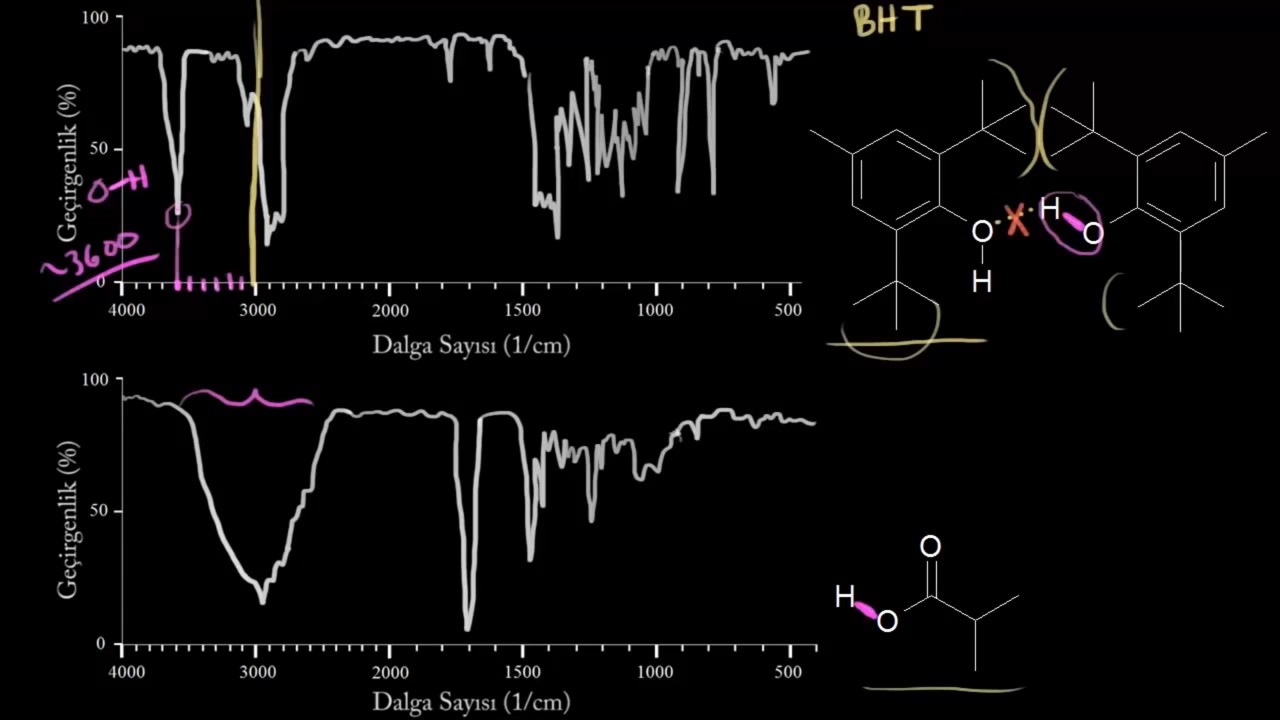 BHT
100
50
0
Geçirgenlik (%)
O-H
~3600
4000 3000 2000 1500 1000 500
Dalga Sayısı (1/cm)
O
H
X
H
O
100
50
0
Geçirgenlik (%)
4000 3000 2000 1500 1000 500
Dalga Sayısı (1/cm)
O
H
O